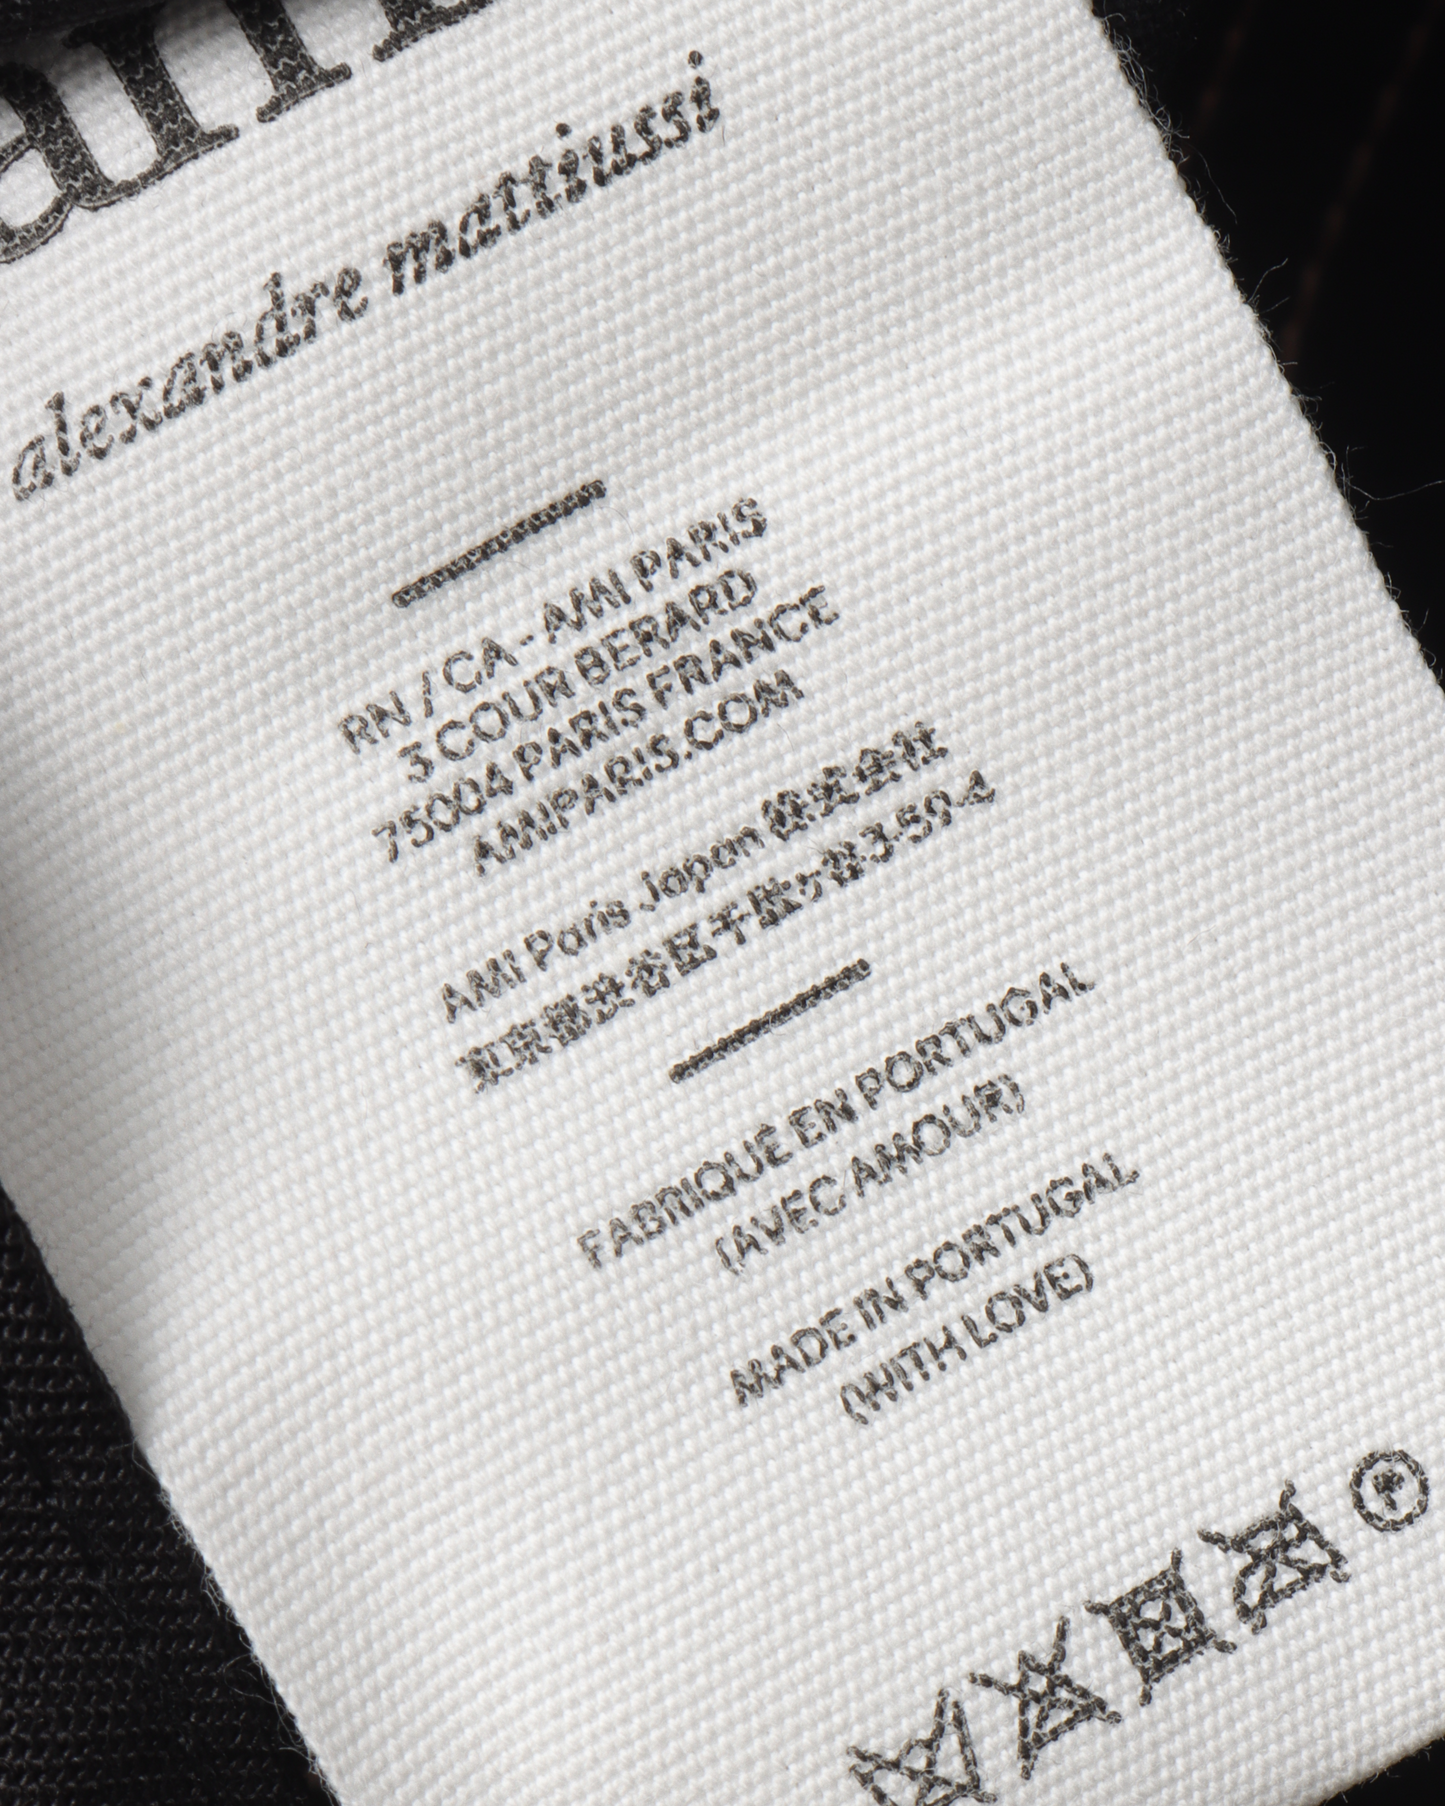 ami
alexandre mattiussi
RN / CA - AMI PARIS
3 COUR BERARD
75004 PARIS FRANCE
AMIPARIS.COM
AMI Paris Japan 株式会社
東京都渋谷区千駄ヶ谷3-59-4
FABRIQUÉ EN PORTUGAL
(AVEC AMOUR)
MADE IN PORTUGAL
(WITH LOVE)
P